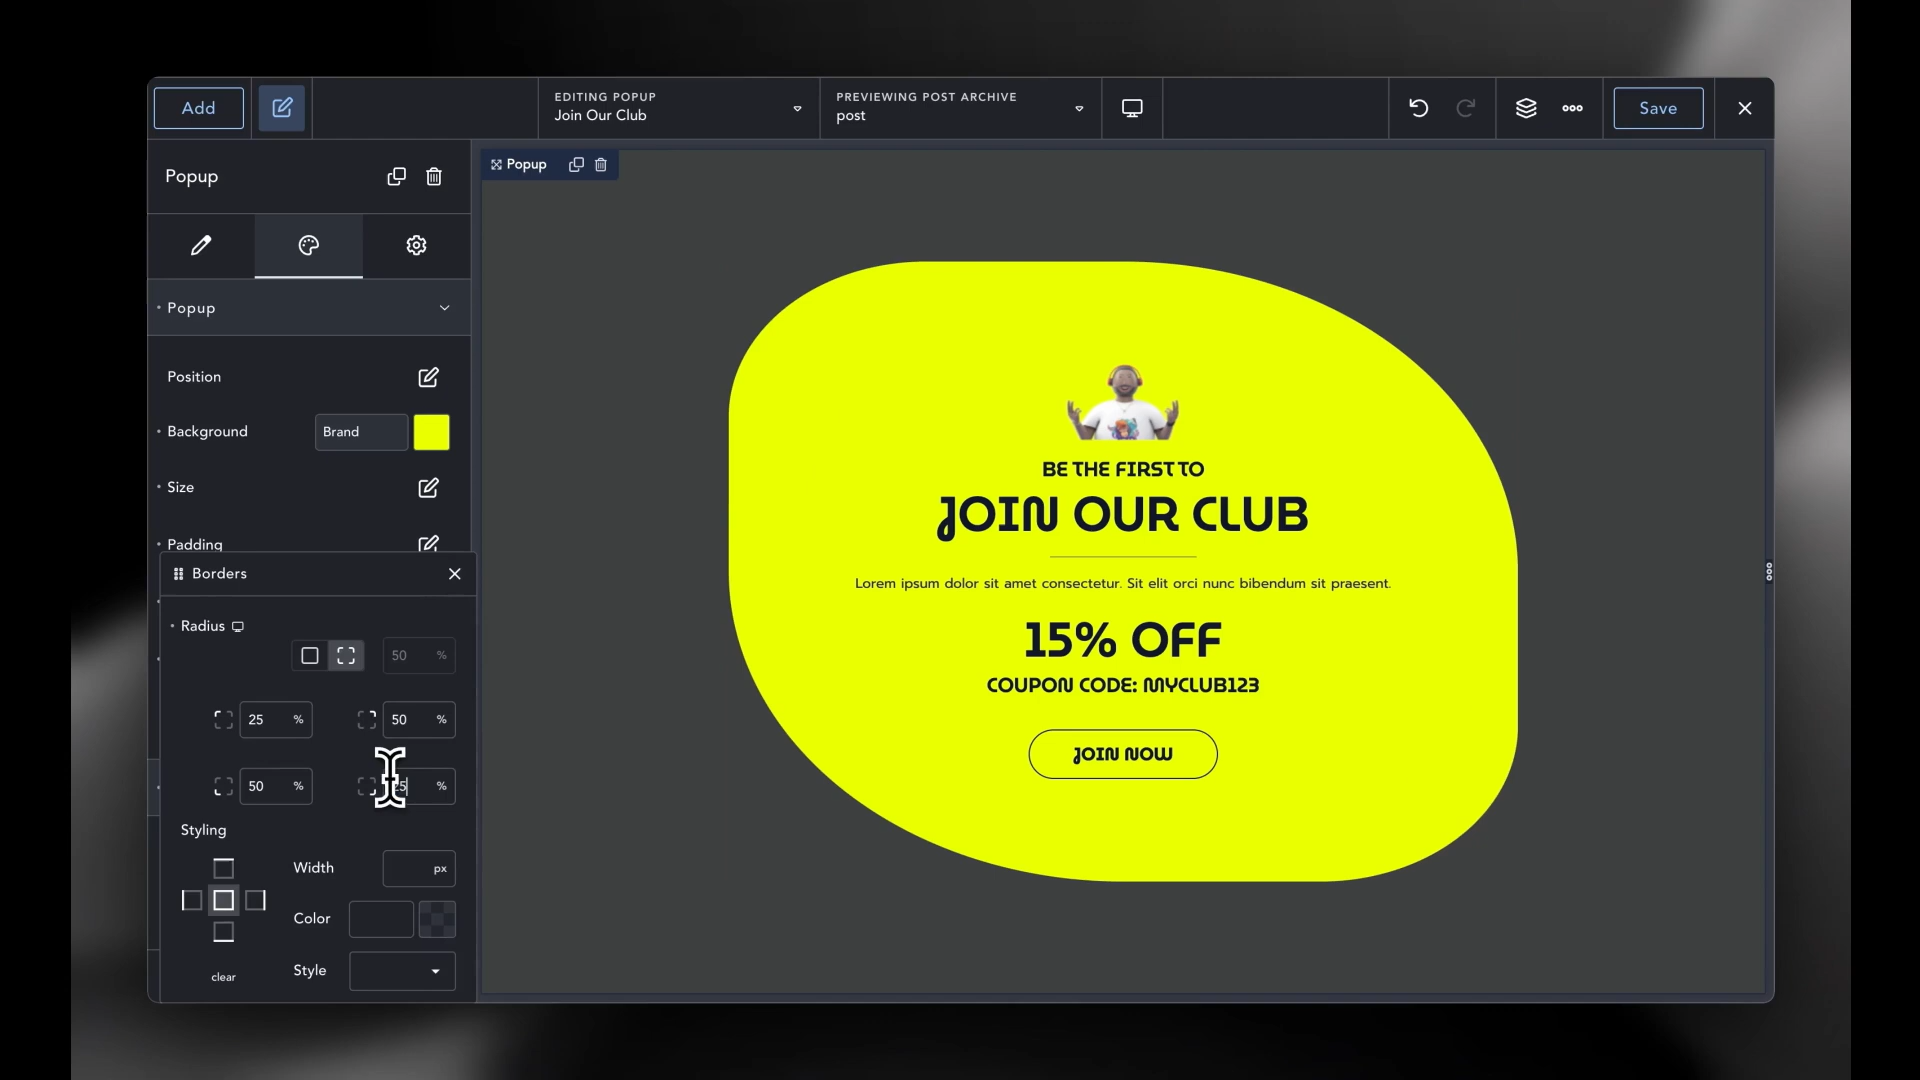 Add
EDITING POPUP
Join Our Club
PREVIEWING POST ARCHIVE
post
Save
Popup
Popup
Popup
Position
Background
Brand
Size
Padding
Borders
Radius
50 %
25 %
50 %
50 %
25 %
Styling
Width
px
Color
Style
clear
BE THE FIRST TO
JOIN OUR CLUB
Lorem ipsum dolor sit amet consectetur. Sit elit orci nunc bibendum sit praesent.
15% OFF
COUPON CODE: MYCLUB123
JOIN NOW